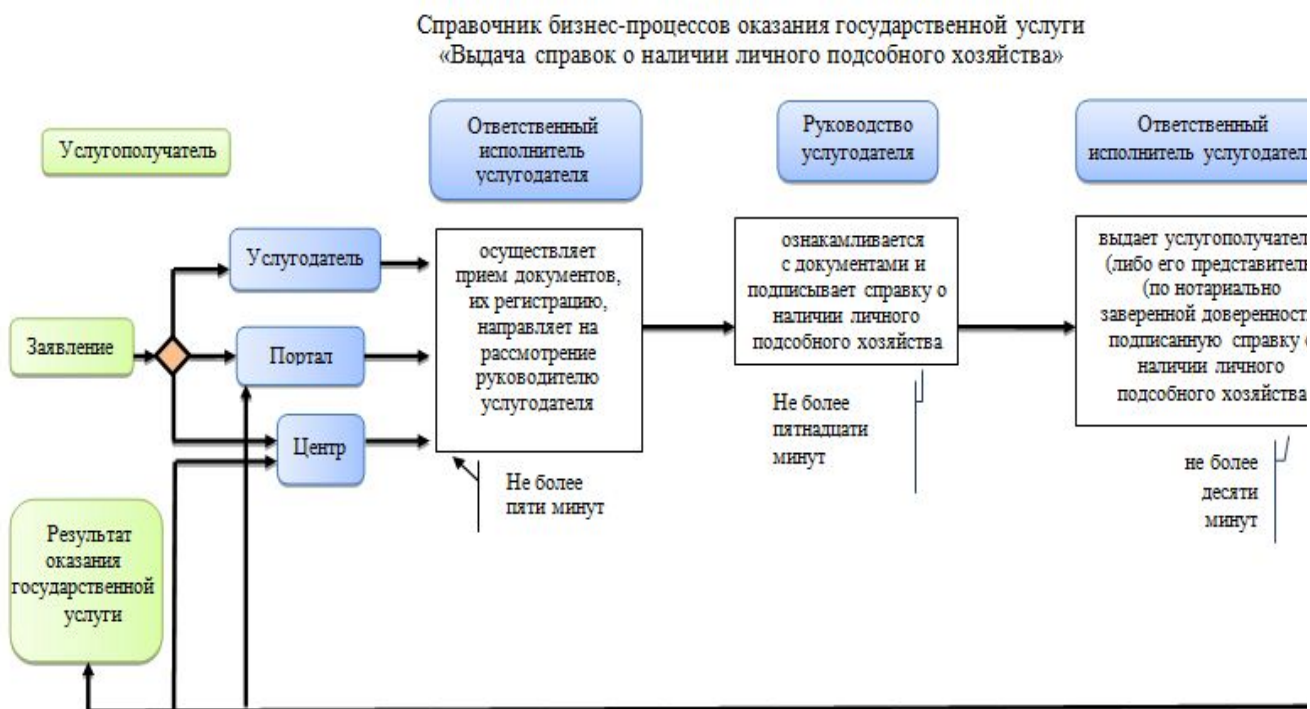 Справочник бизнес-процессов оказания государственной услуги
«Выдача справок о наличии личного подсобного хозяйства»
Услугополучатель
Ответственный
исполнитель
услугодателя
Руководство
услугодателя
Ответственный
исполнитель услугодател
Заявление
Услугодатель
Портал
Центр
осуществляет
прием документов,
их регистрацию,
направляет на
рассмотрение
руководителю
услугодателя
Не более
пяти минут
ознакамливается
с документами и
подписывает справку о
наличии личного
подсобного хозяйства
Не более
пятнадцати
минут
выдает услугополучател
(либо его представител
(по нотариально
заверенной доверенност
подписанную справку о
наличии личного
подсобного хозяйства
не более
десяти
минут
Результат
оказания
государственной
услуги